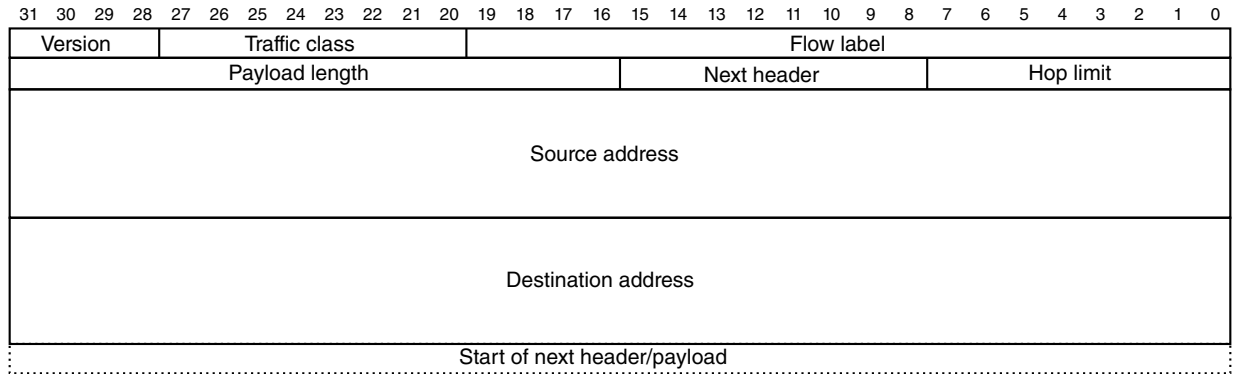 31 30 29 28 27 26 25 24 23 22 21 20 19 18 17 16 15 14 13 12 11 10 9 8 7 6 5 4 3 2 1 0
Version Traffic class Flow label
Payload length Next header Hop limit
Source address
Destination address
Start of next header/payload